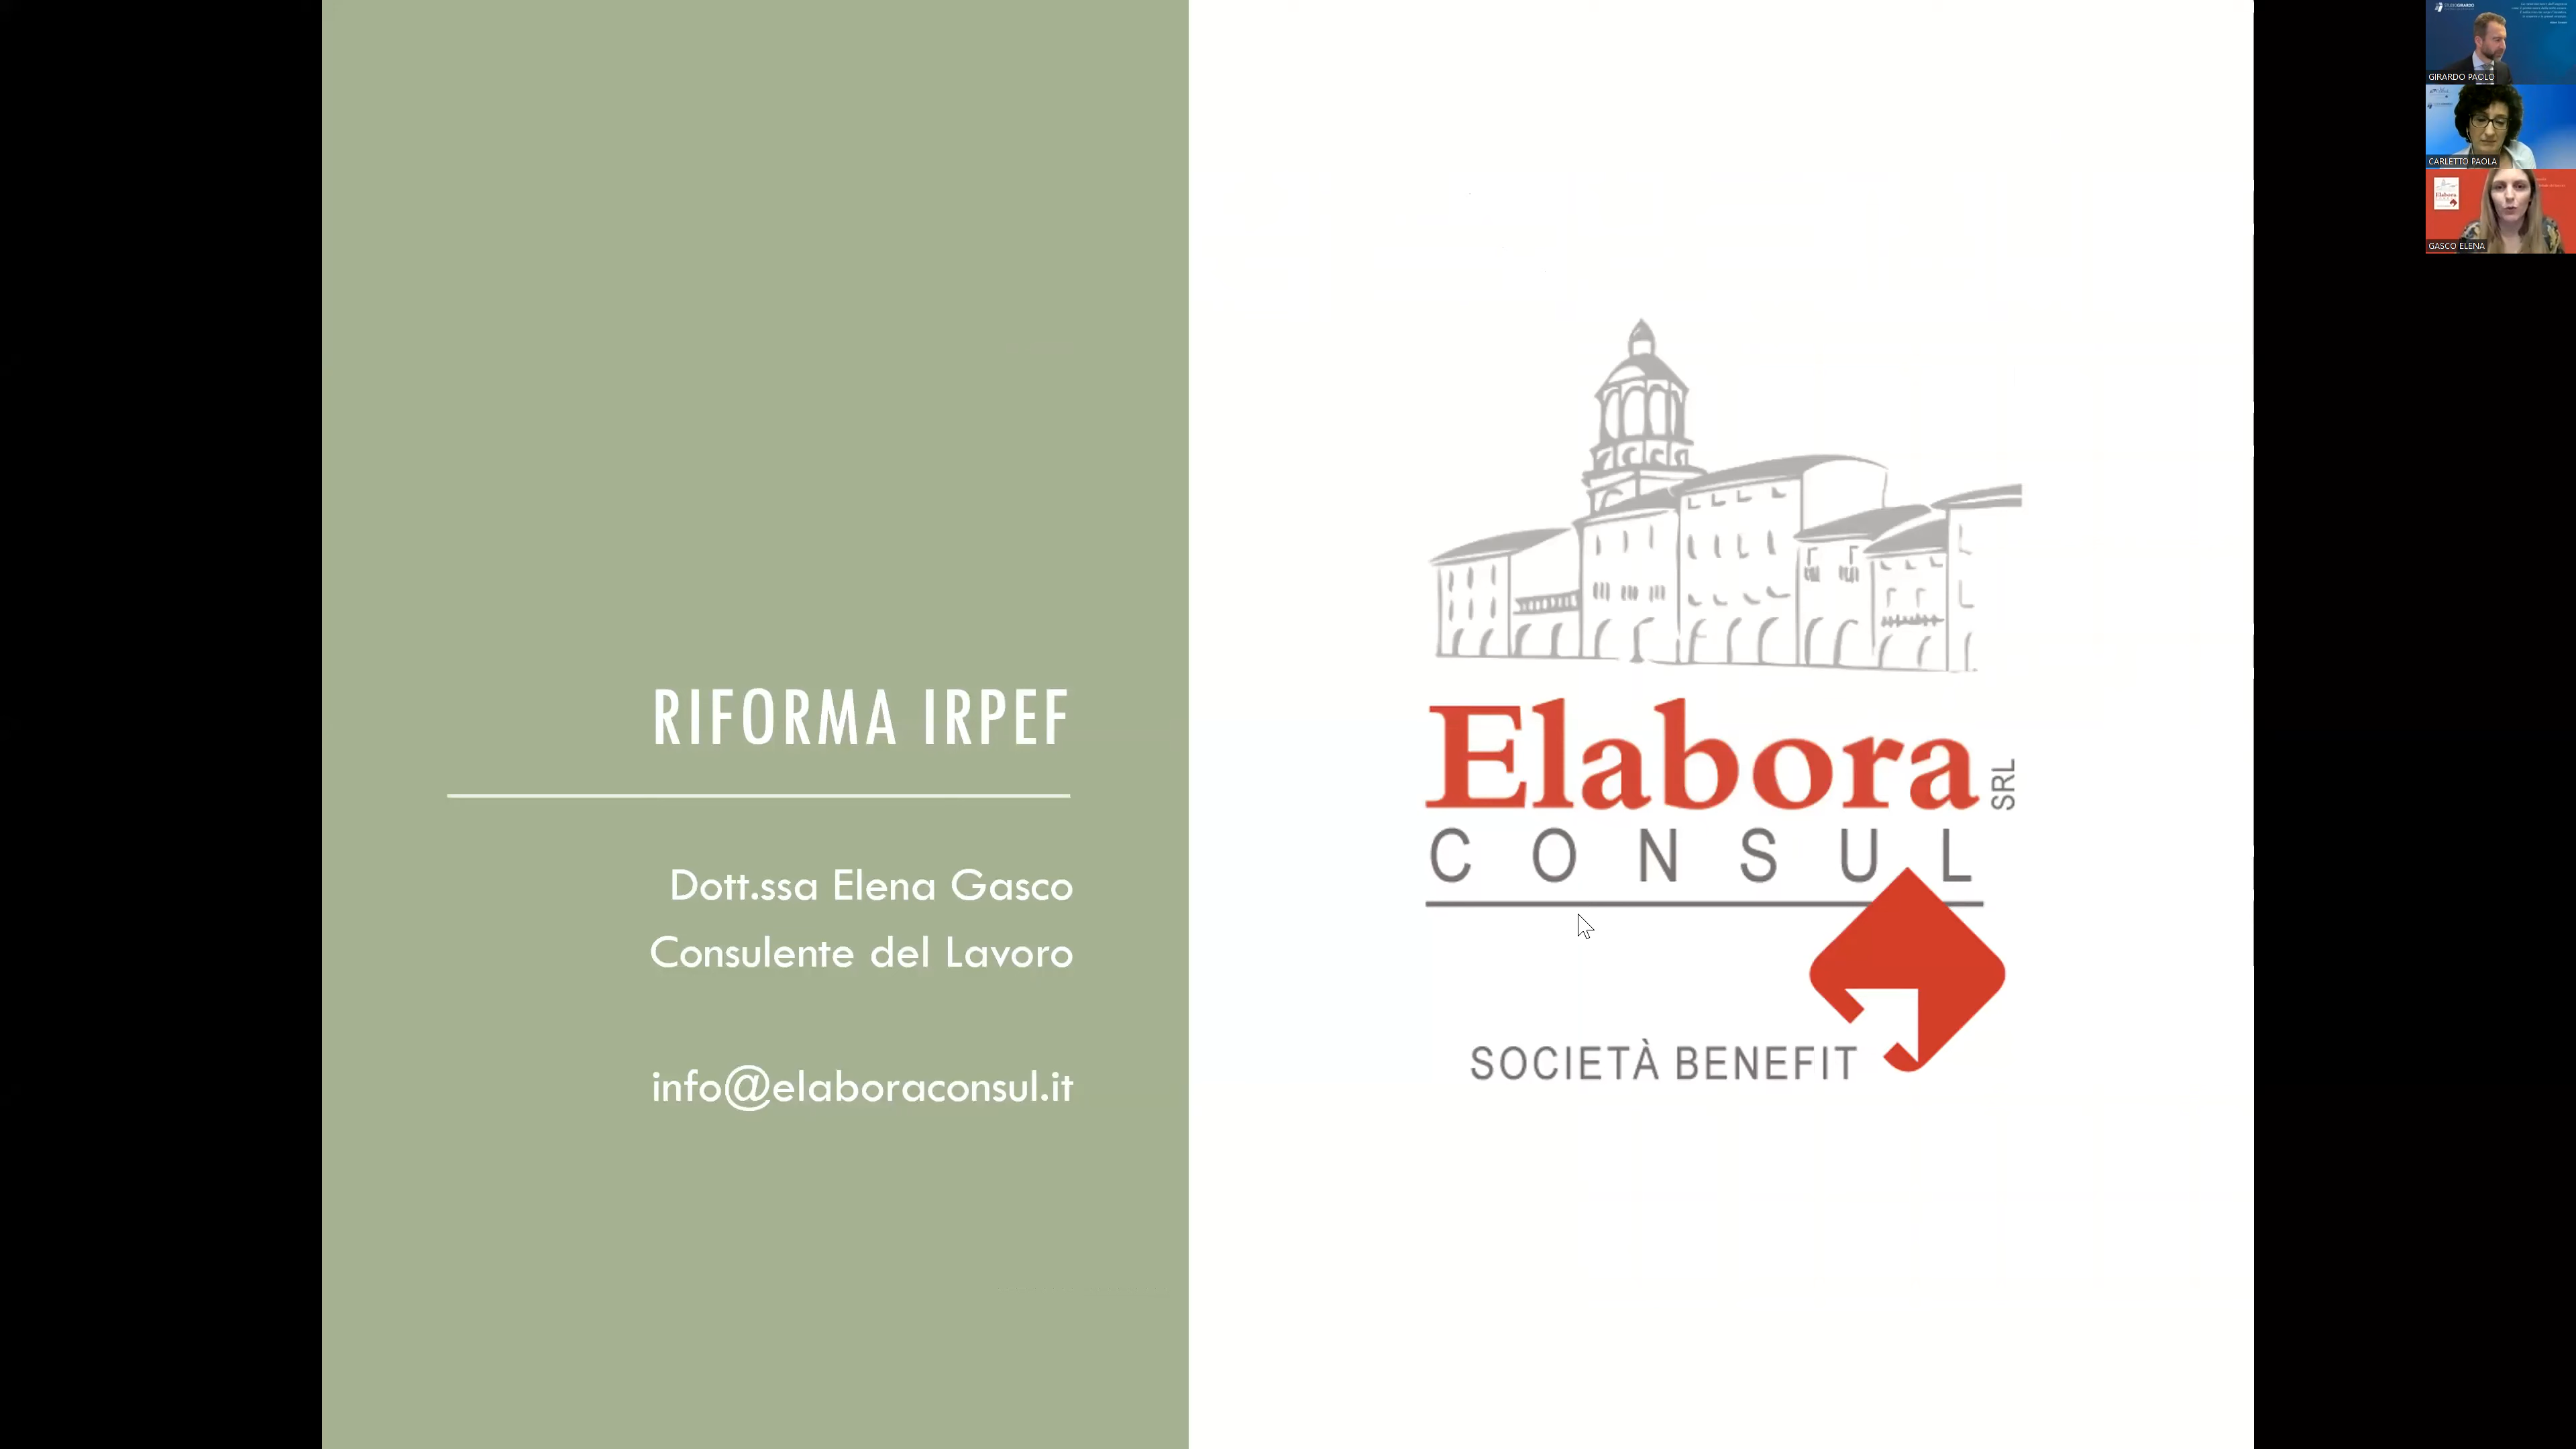 RIFORMA IRPEF
Dott.ssa Elena Gasco
Consulente del Lavoro
info@elaboraconsul.it
Elabora SRL
CONSUL
SOCIETÀ BENEFIT
GIRARDO PAOLO
CARLETTO PAOLA
Elabora
GASCO ELENA